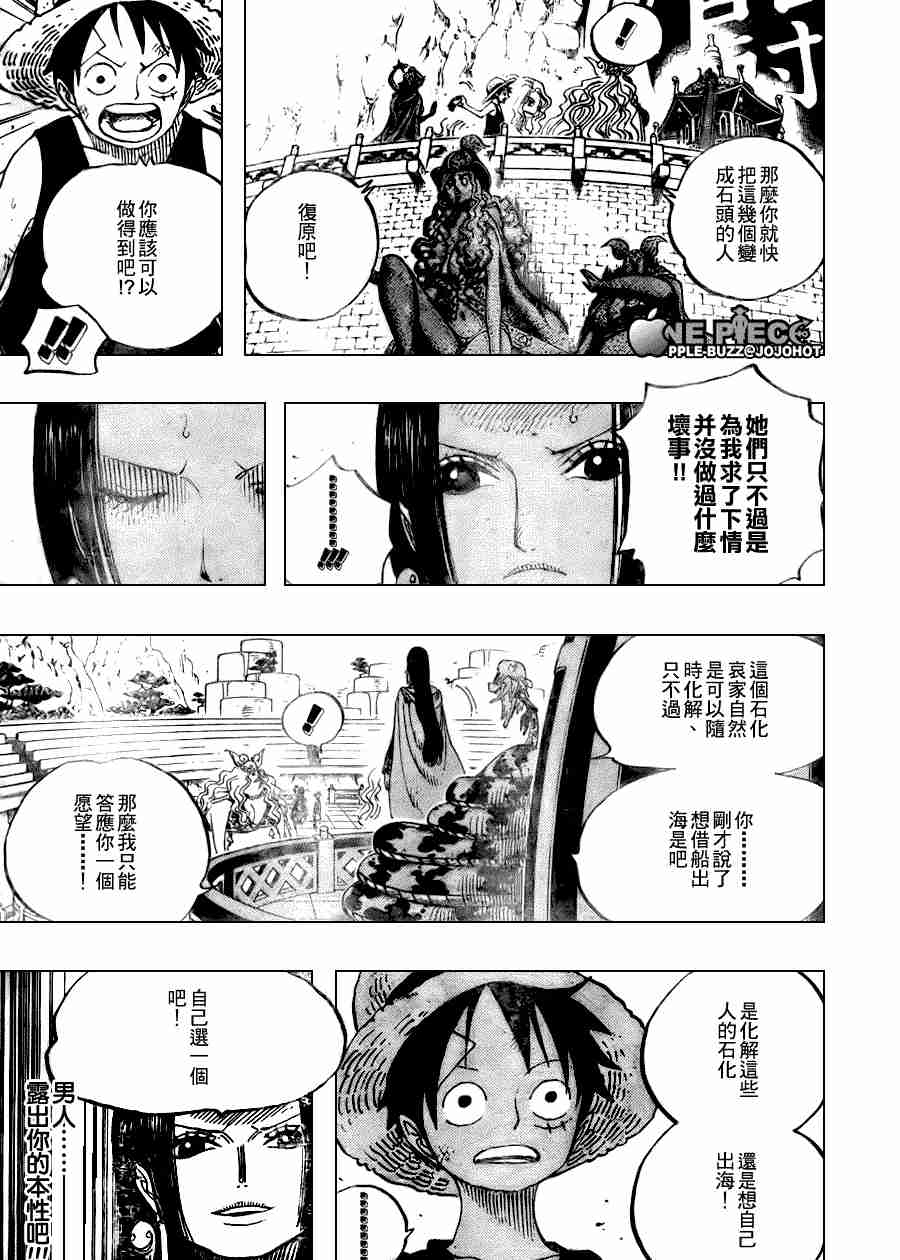 ！
那麼你就快
把這幾個變
成石頭的人
復原吧！
你應該可以
做得到吧!?
!!!
NE PIECE
PPLE-BUZZ@JOJOHOT
她們只不過是
為我求了下情
并沒做過什麼
壞事!!
………………!!!
這個石化
哀家自然
是可以隨
時化解、
只不過
你………
剛才說了
想借船出
海是吧
!!
那麼我只能
答應你一個
愿望………！
是化解這些
人的石化
還是想自己
出海！
自己選一個
吧！
男人………
露出你的本性吧!!!